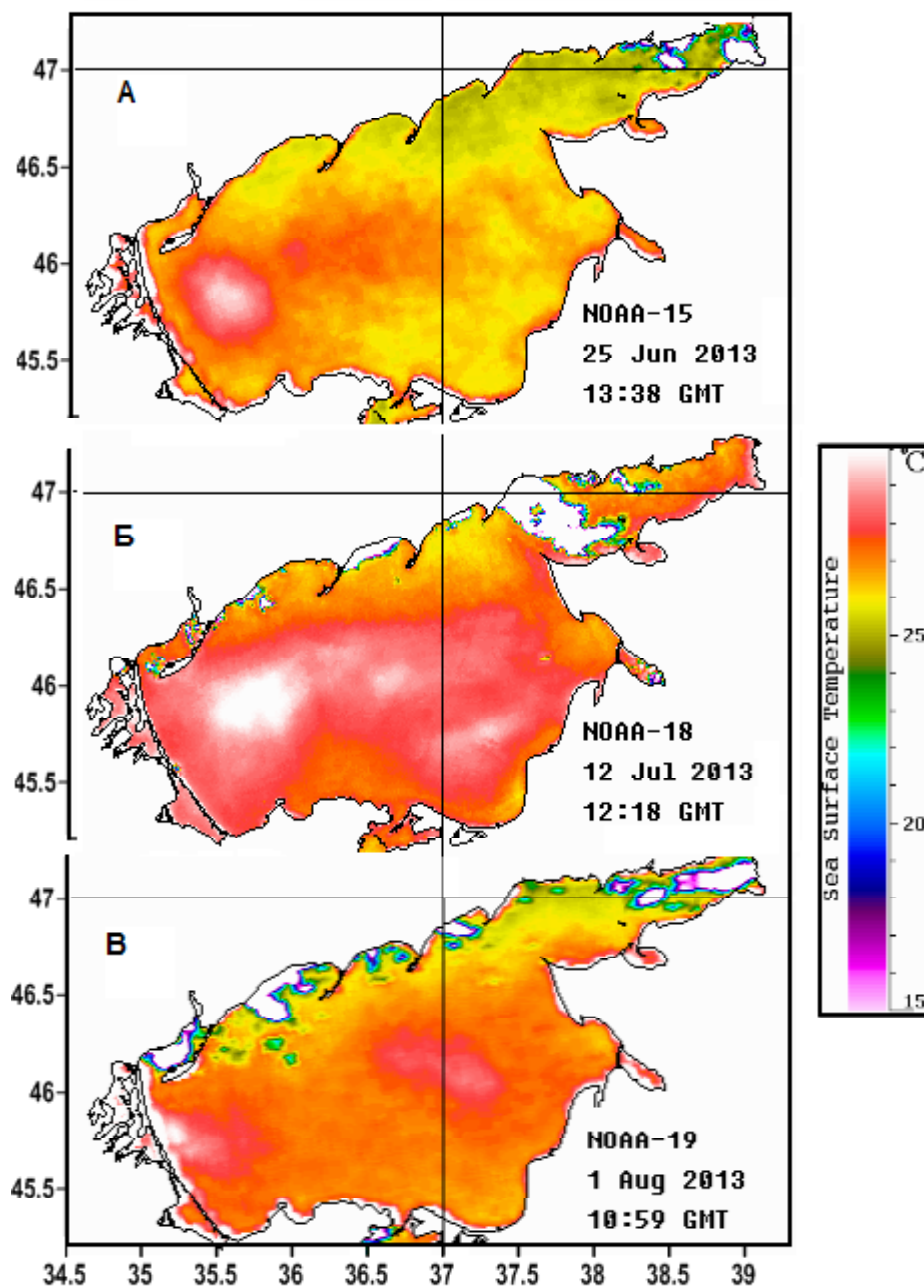 47
A
46.5
46
NOAA-15
45.5
25 Jun 2013
13:38 GMT
°C
47
Б
46.5
25
46
NOAA-18
45.5
12 Jul 2013
20
12:18 GMT
Sea Surface Temperature
47
В
46.5
15
46
NOAA-19
1 Aug 2013
45.5
10:59 GMT
34.5 35 35.5 36 36.5 37 37.5 38 38.5 39